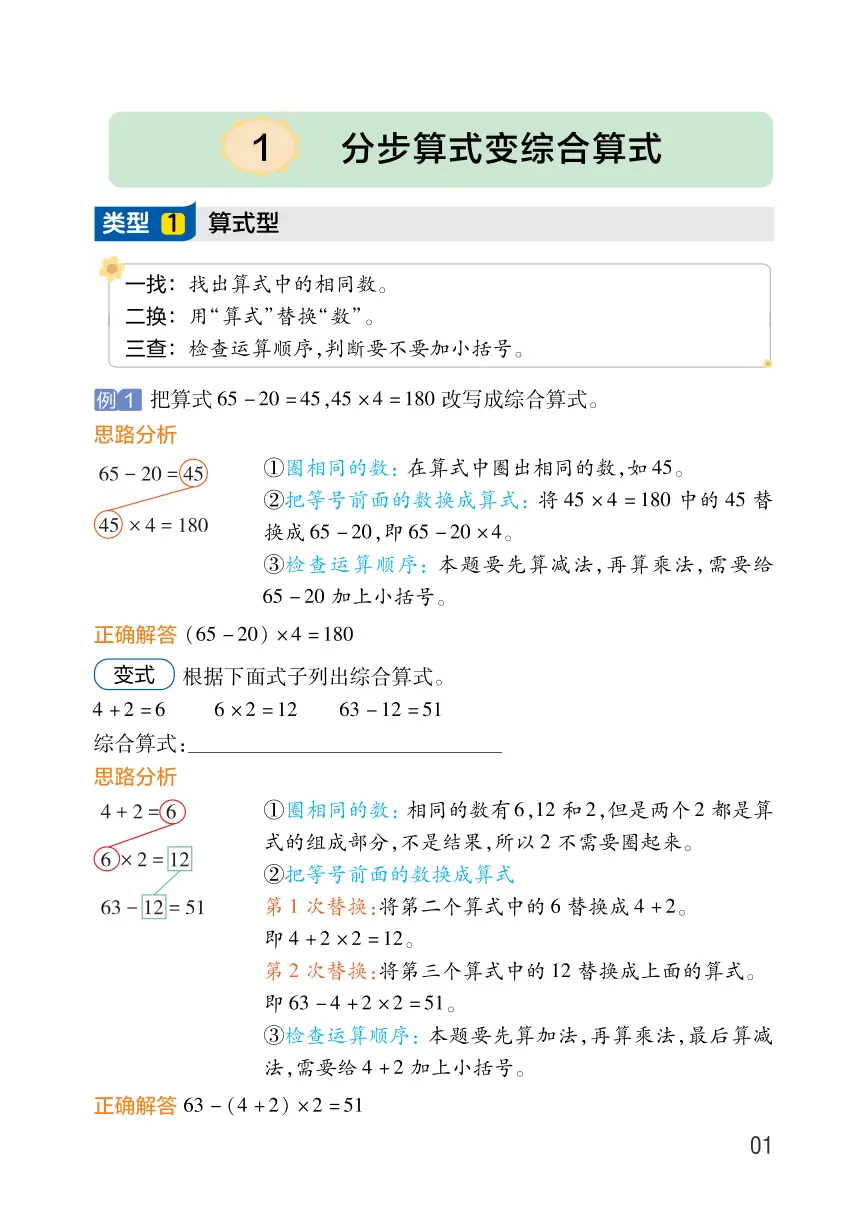 1 分步算式变综合算式
类型 1 算式型
一找：找出算式中的相同数。
二换：用“算式”替换“数”。
三查：检查运算顺序,判断要不要加小括号。
例 1 把算式 65 - 20 = 45,45 × 4 = 180 改写成综合算式。
思路分析
65 - 20 = 45
45 × 4 = 180
①圈相同的数：在算式中圈出相同的数,如 45。
②把等号前面的数换成算式：将 45 × 4 = 180 中的 45 替
换成 65 - 20,即 65 - 20 × 4。
③检查运算顺序：本题要先算减法,再算乘法,需要给
65 - 20 加上小括号。
正确解答 (65 - 20) × 4 = 180
变式 根据下面式子列出综合算式。
4 + 2 = 6 6 × 2 = 12 63 - 12 = 51
综合算式:
思路分析
4 + 2 = 6
6 × 2 = 12
63 - 12 = 51
①圈相同的数：相同的数有 6,12 和 2,但是两个 2 都是算
式的组成部分,不是结果,所以 2 不需要圈起来。
②把等号前面的数换成算式
第 1 次替换:将第二个算式中的 6 替换成 4 + 2。
即 4 + 2 × 2 = 12。
第 2 次替换:将第三个算式中的 12 替换成上面的算式。
即 63 - 4 + 2 × 2 = 51。
③检查运算顺序：本题要先算加法,再算乘法,最后算减
法,需要给 4 + 2 加上小括号。
正确解答 63 - (4 + 2) × 2 = 51
01